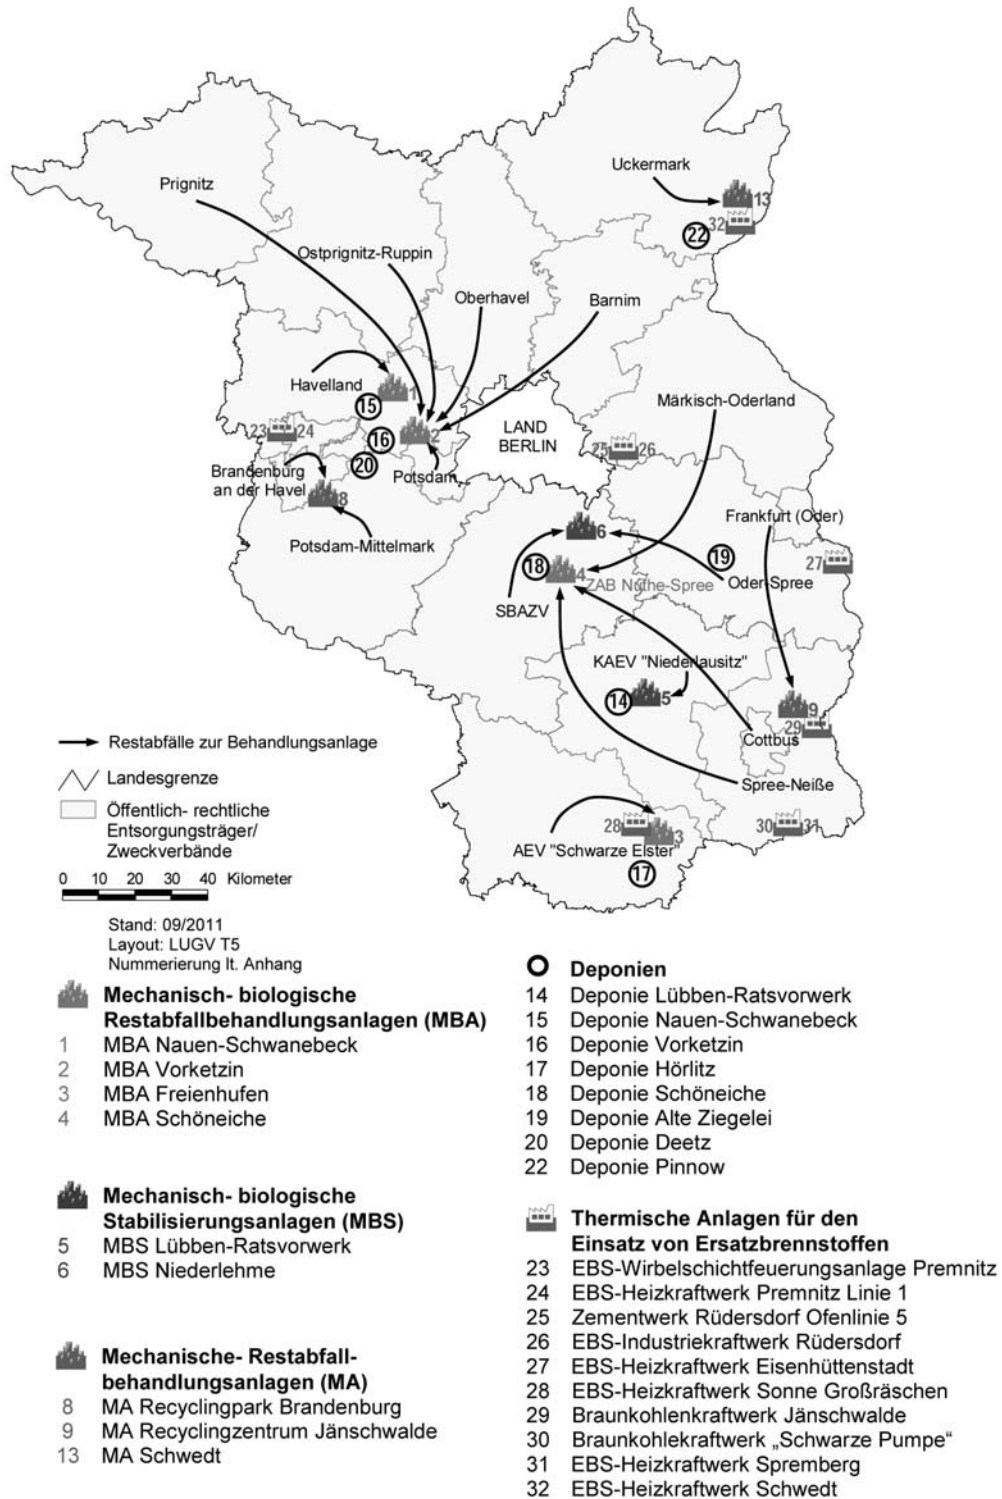 Uckermark
13
32
22
Prignitz
Ostprignitz-Ruppin
Oberhavel
Barnim
Havelland
1
15
Märkisch-Oderland
LAND
BERLIN
23
24
16
2
25
26
20
Brandenburg
an der Havel
8
Potsdam
Potsdam-Mittelmark
Frankfurt (Oder)
6
19
27
18
4
ZAB Nuthe-Spree
Oder-Spree
SBAZV
KAEV "Niederlausitz"
14
5
9
29
Cottbus
Spree-Neiße
28
3
30
31
AEV "Schwarze Elster"
17
Restabfälle zur Behandlungsanlage
Landesgrenze
Öffentlich- rechtliche
Entsorgungsträger/
Zweckverbände
0 10 20 30 40 Kilometer
Stand: 09/2011
Layout: LUGV T5
Nummerierung lt. Anhang
Mechanisch- biologische
Restabfallbehandlungsanlagen (MBA)
1 MBA Nauen-Schwanebeck
2 MBA Vorketzin
3 MBA Freienhufen
4 MBA Schöneiche
Mechanisch- biologische
Stabilisierungsanlagen (MBS)
5 MBS Lübben-Ratsvorwerk
6 MBS Niederlehme
Mechanische- Restabfall-
behandlungsanlagen (MA)
8 MA Recyclingpark Brandenburg
9 MA Recyclingzentrum Jänschwalde
13 MA Schwedt
Deponien
14 Deponie Lübben-Ratsvorwerk
15 Deponie Nauen-Schwanebeck
16 Deponie Vorketzin
17 Deponie Hörlitz
18 Deponie Schöneiche
19 Deponie Alte Ziegelei
20 Deponie Deetz
22 Deponie Pinnow
Thermische Anlagen für den
Einsatz von Ersatzbrennstoffen
23 EBS-Wirbelschichtfeuerungsanlage Premnitz
24 EBS-Heizkraftwerk Premnitz Linie 1
25 Zementwerk Rüdersdorf Ofenlinie 5
26 EBS-Industriekraftwerk Rüdersdorf
27 EBS-Heizkraftwerk Eisenhüttenstadt
28 EBS-Heizkraftwerk Sonne Großräschen
29 Braunkohlenkraftwerk Jänschwalde
30 Braunkohlekraftwerk „Schwarze Pumpe“
31 EBS-Heizkraftwerk Spremberg
32 EBS-Heizkraftwerk Schwedt